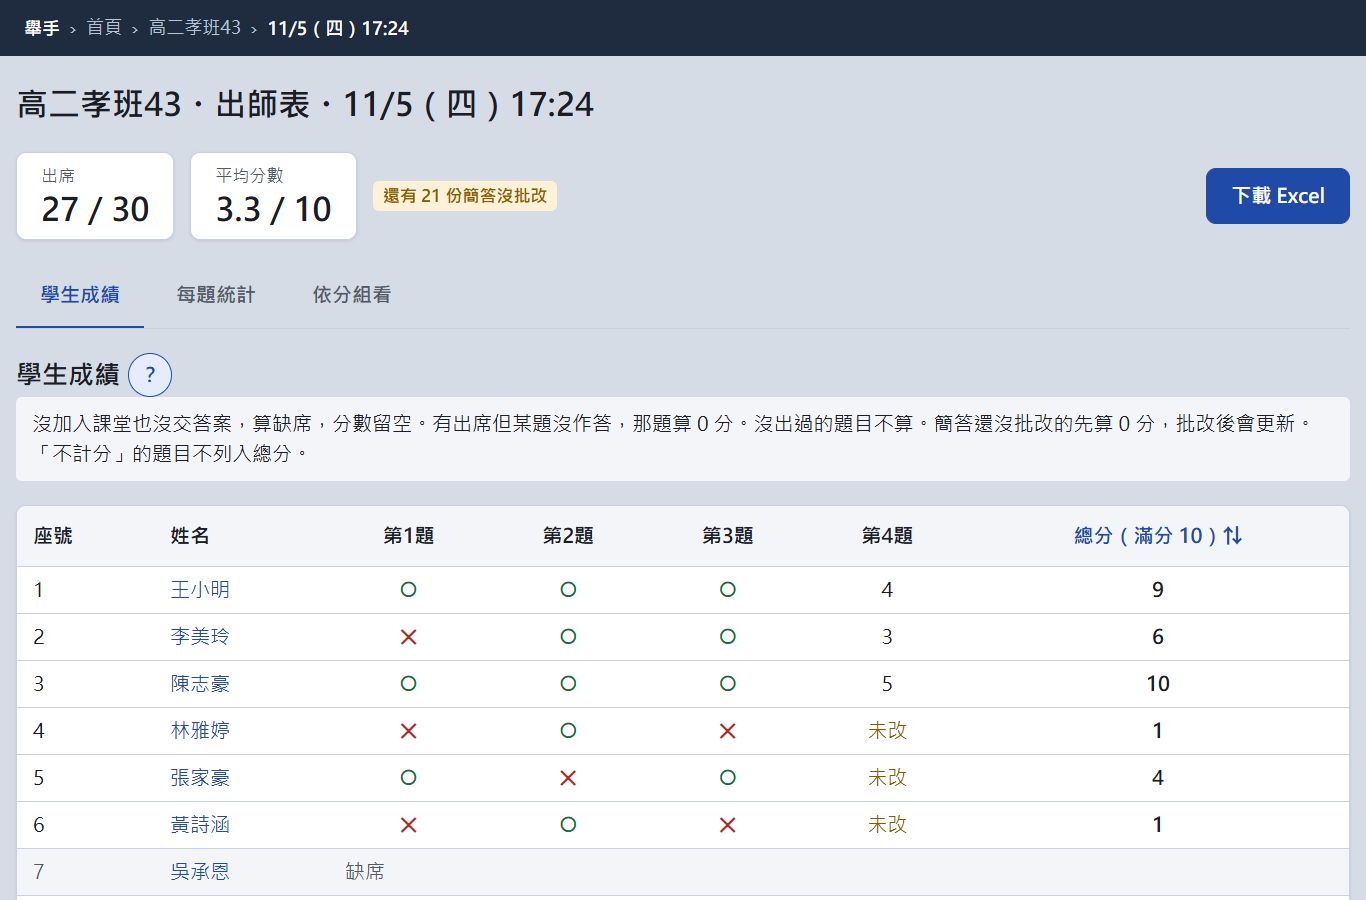 舉手 › 首頁 › 高二孝班43 › 11/5（四）17:24
高二孝班43・出師表・11/5（四）17:24
出席
27 / 30
平均分數
3.3 / 10
還有 21 份簡答沒批改
下載 Excel
學生成績 每題統計 依分組看
學生成績 ?
沒加入課堂也沒交答案，算缺席，分數留空。有出席但某題沒作答，那題算 0 分。沒出過的題目不算。簡答還沒批改的先算 0 分，批改後會更新。
「不計分」的題目不列入總分。
座號 姓名 第1題 第2題 第3題 第4題 總分（滿分 10）⇅
1 王小明 ○ ○ ○ 4 9
2 李美玲 × ○ ○ 3 6
3 陳志豪 ○ ○ ○ 5 10
4 林雅婷 × ○ × 未改 1
5 張家豪 ○ × ○ 未改 4
6 黃詩涵 × ○ × 未改 1
7 吳承恩 缺席